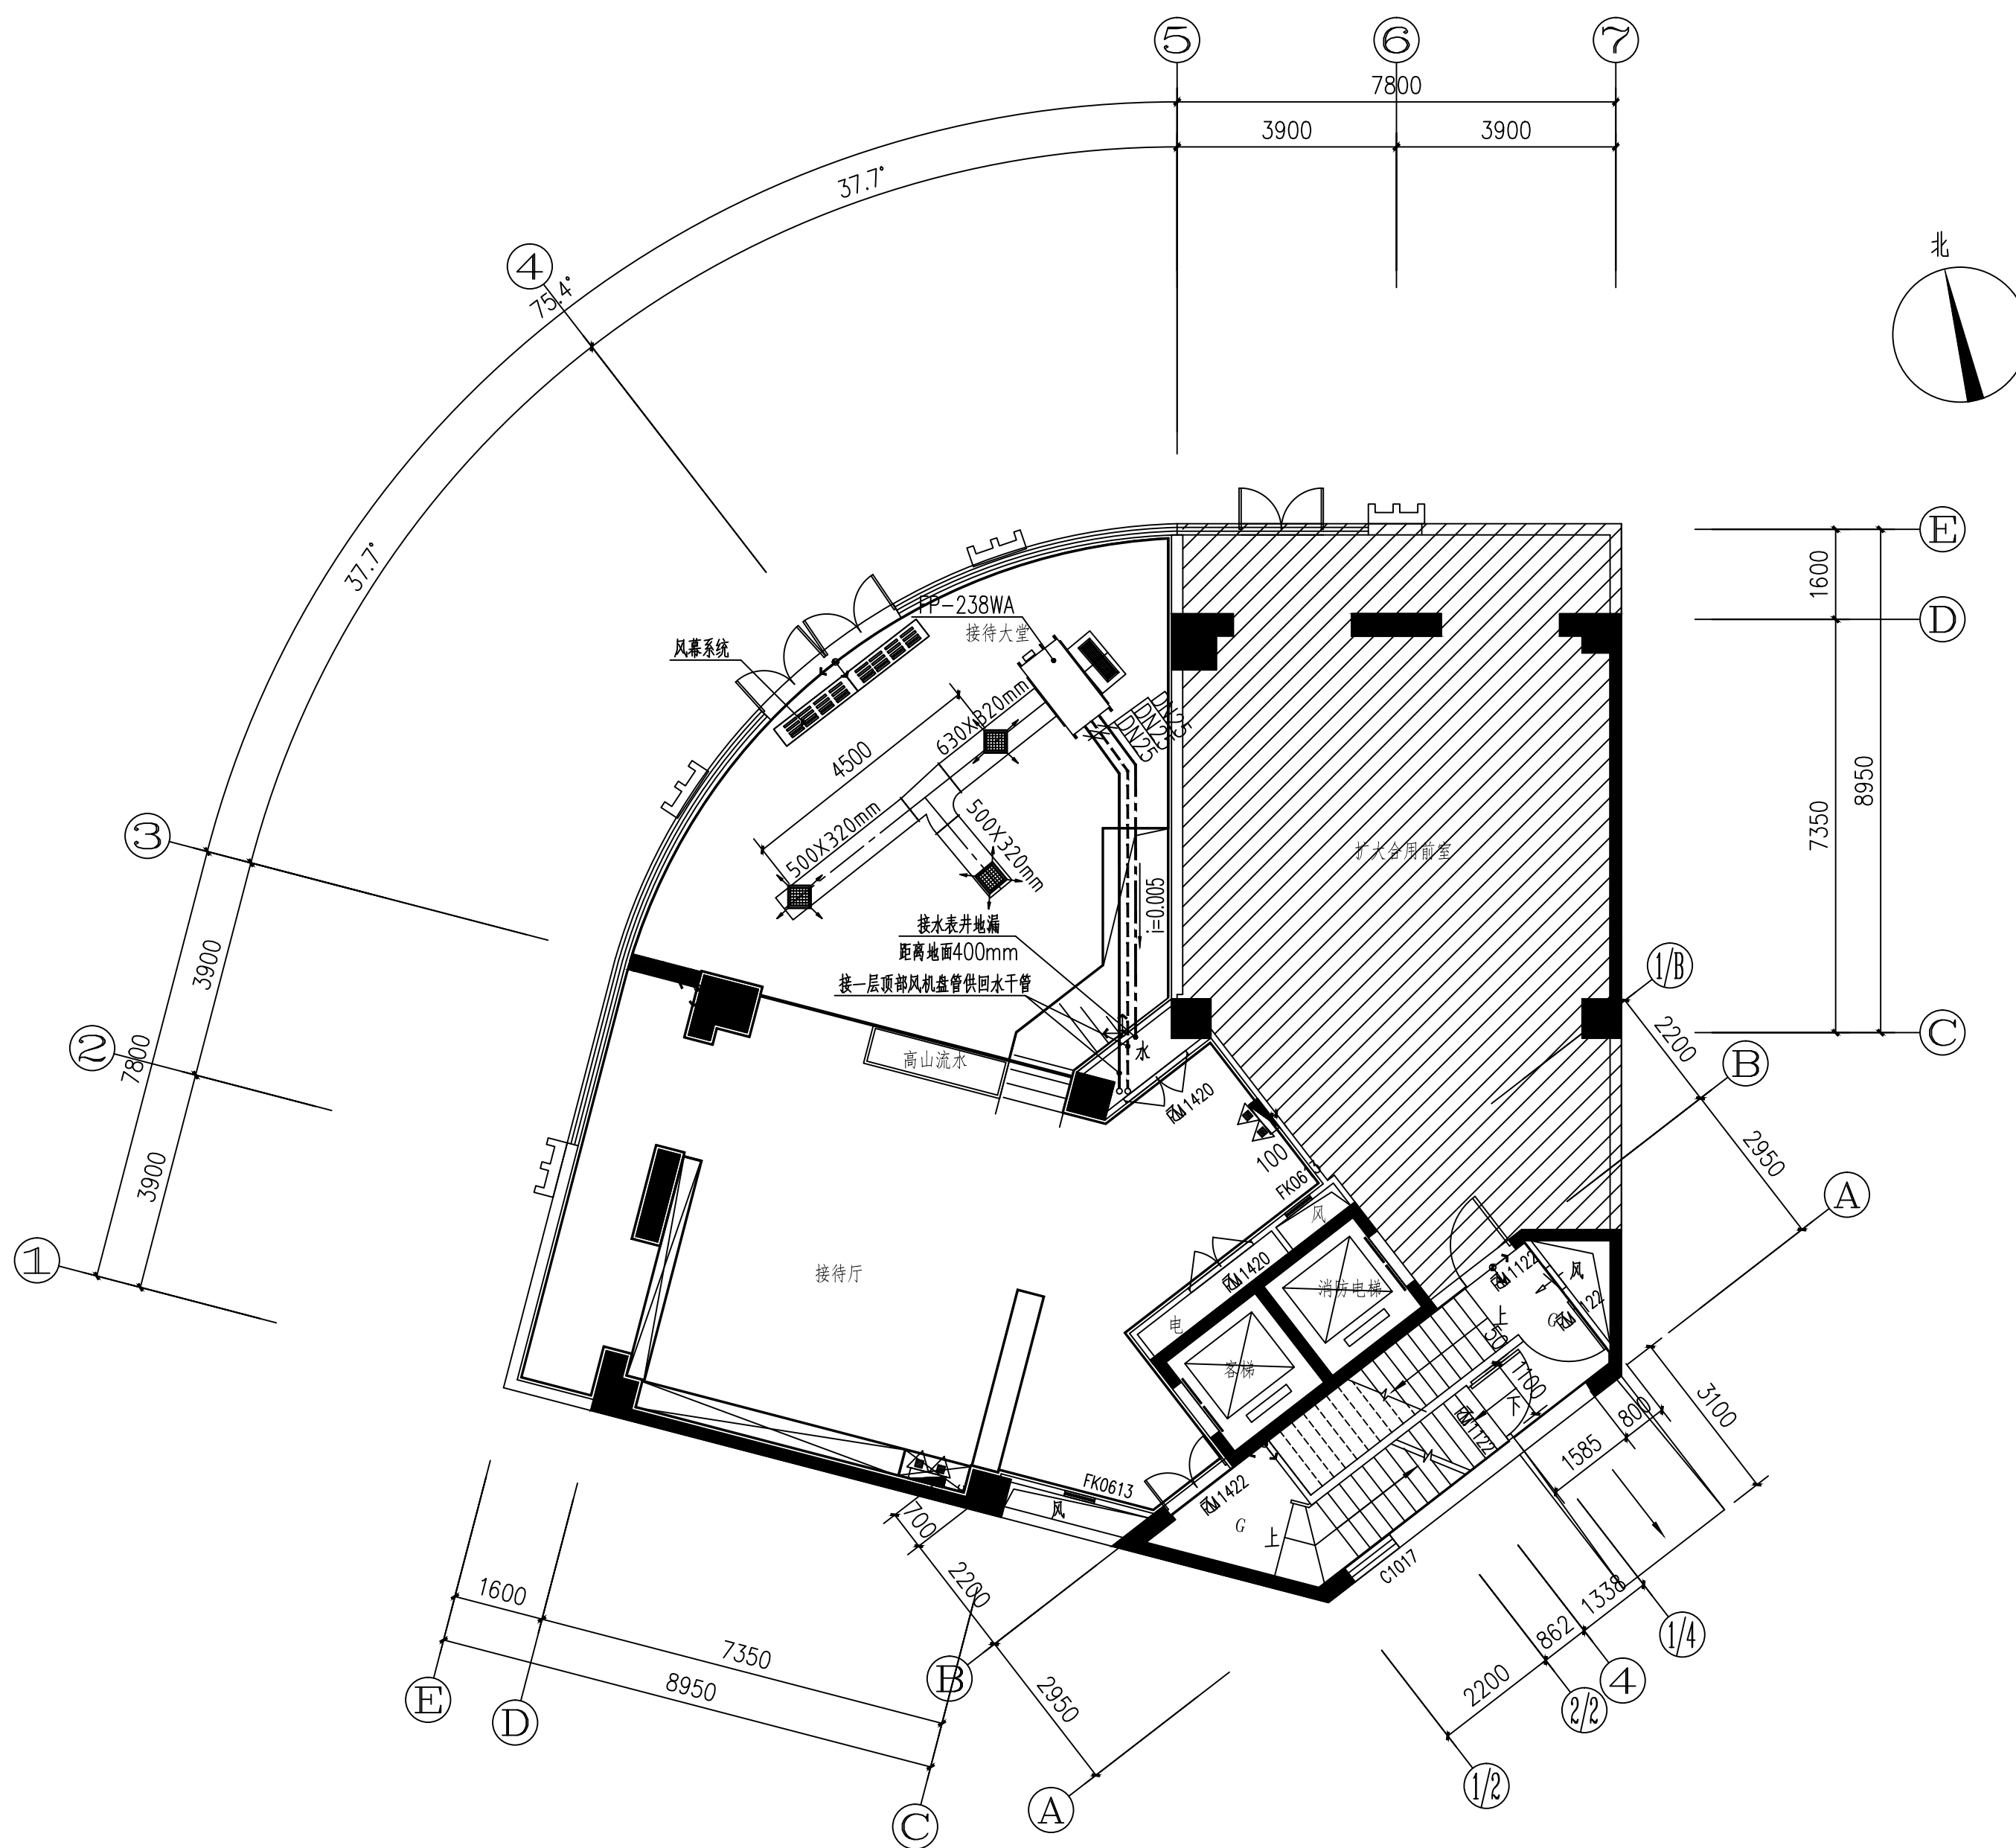 5
6
7
7800
3900
3900
37.7°
北
4
75.4°
E
1600
D
FP-238WA
接待大堂
风幕系统
37.7°
630X320mm
DN25
DN25
DN25
4500
8950
7350
500X320mm
500X320mm
3
扩大合用前室
i=0.005
接水表井地漏
距离地面400mm
接一层顶部风机盘管供回水干管
1/B
3900
2200
C
2
7800
高山流水
水
B
FM1420
2950
100
3900
A
1
风
接待厅
FM1420
消防电梯
FM1122
风
上
G
50
电
客梯
1100
下
3100
800
1585
FK0613
FM1422
G
上
风
C1017
700
2200
1338
862
1/4
1600
7350
8950
B
2950
2200
4
2/2
E
D
1/2
A
C